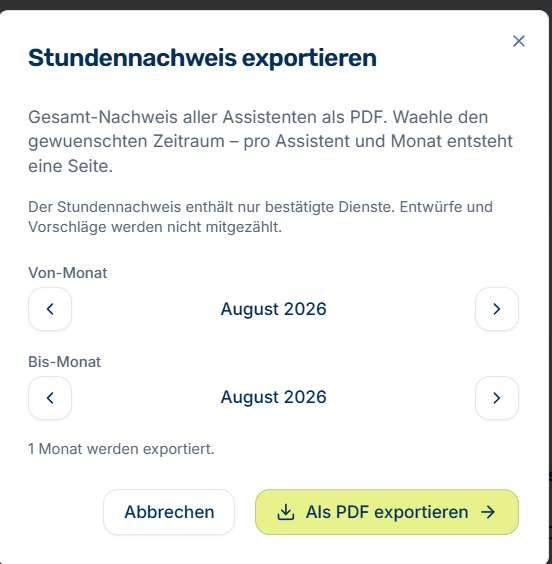 Stundennachweis exportieren
Gesamt-Nachweis aller Assistenten als PDF. Waehle den
gewuenschten Zeitraum – pro Assistent und Monat entsteht
eine Seite.
Der Stundennachweis enthält nur bestätigte Dienste. Entwürfe und
Vorschläge werden nicht mitgezählt.
Von-Monat
August 2026
Bis-Monat
August 2026
1 Monat werden exportiert.
Abbrechen
Als PDF exportieren